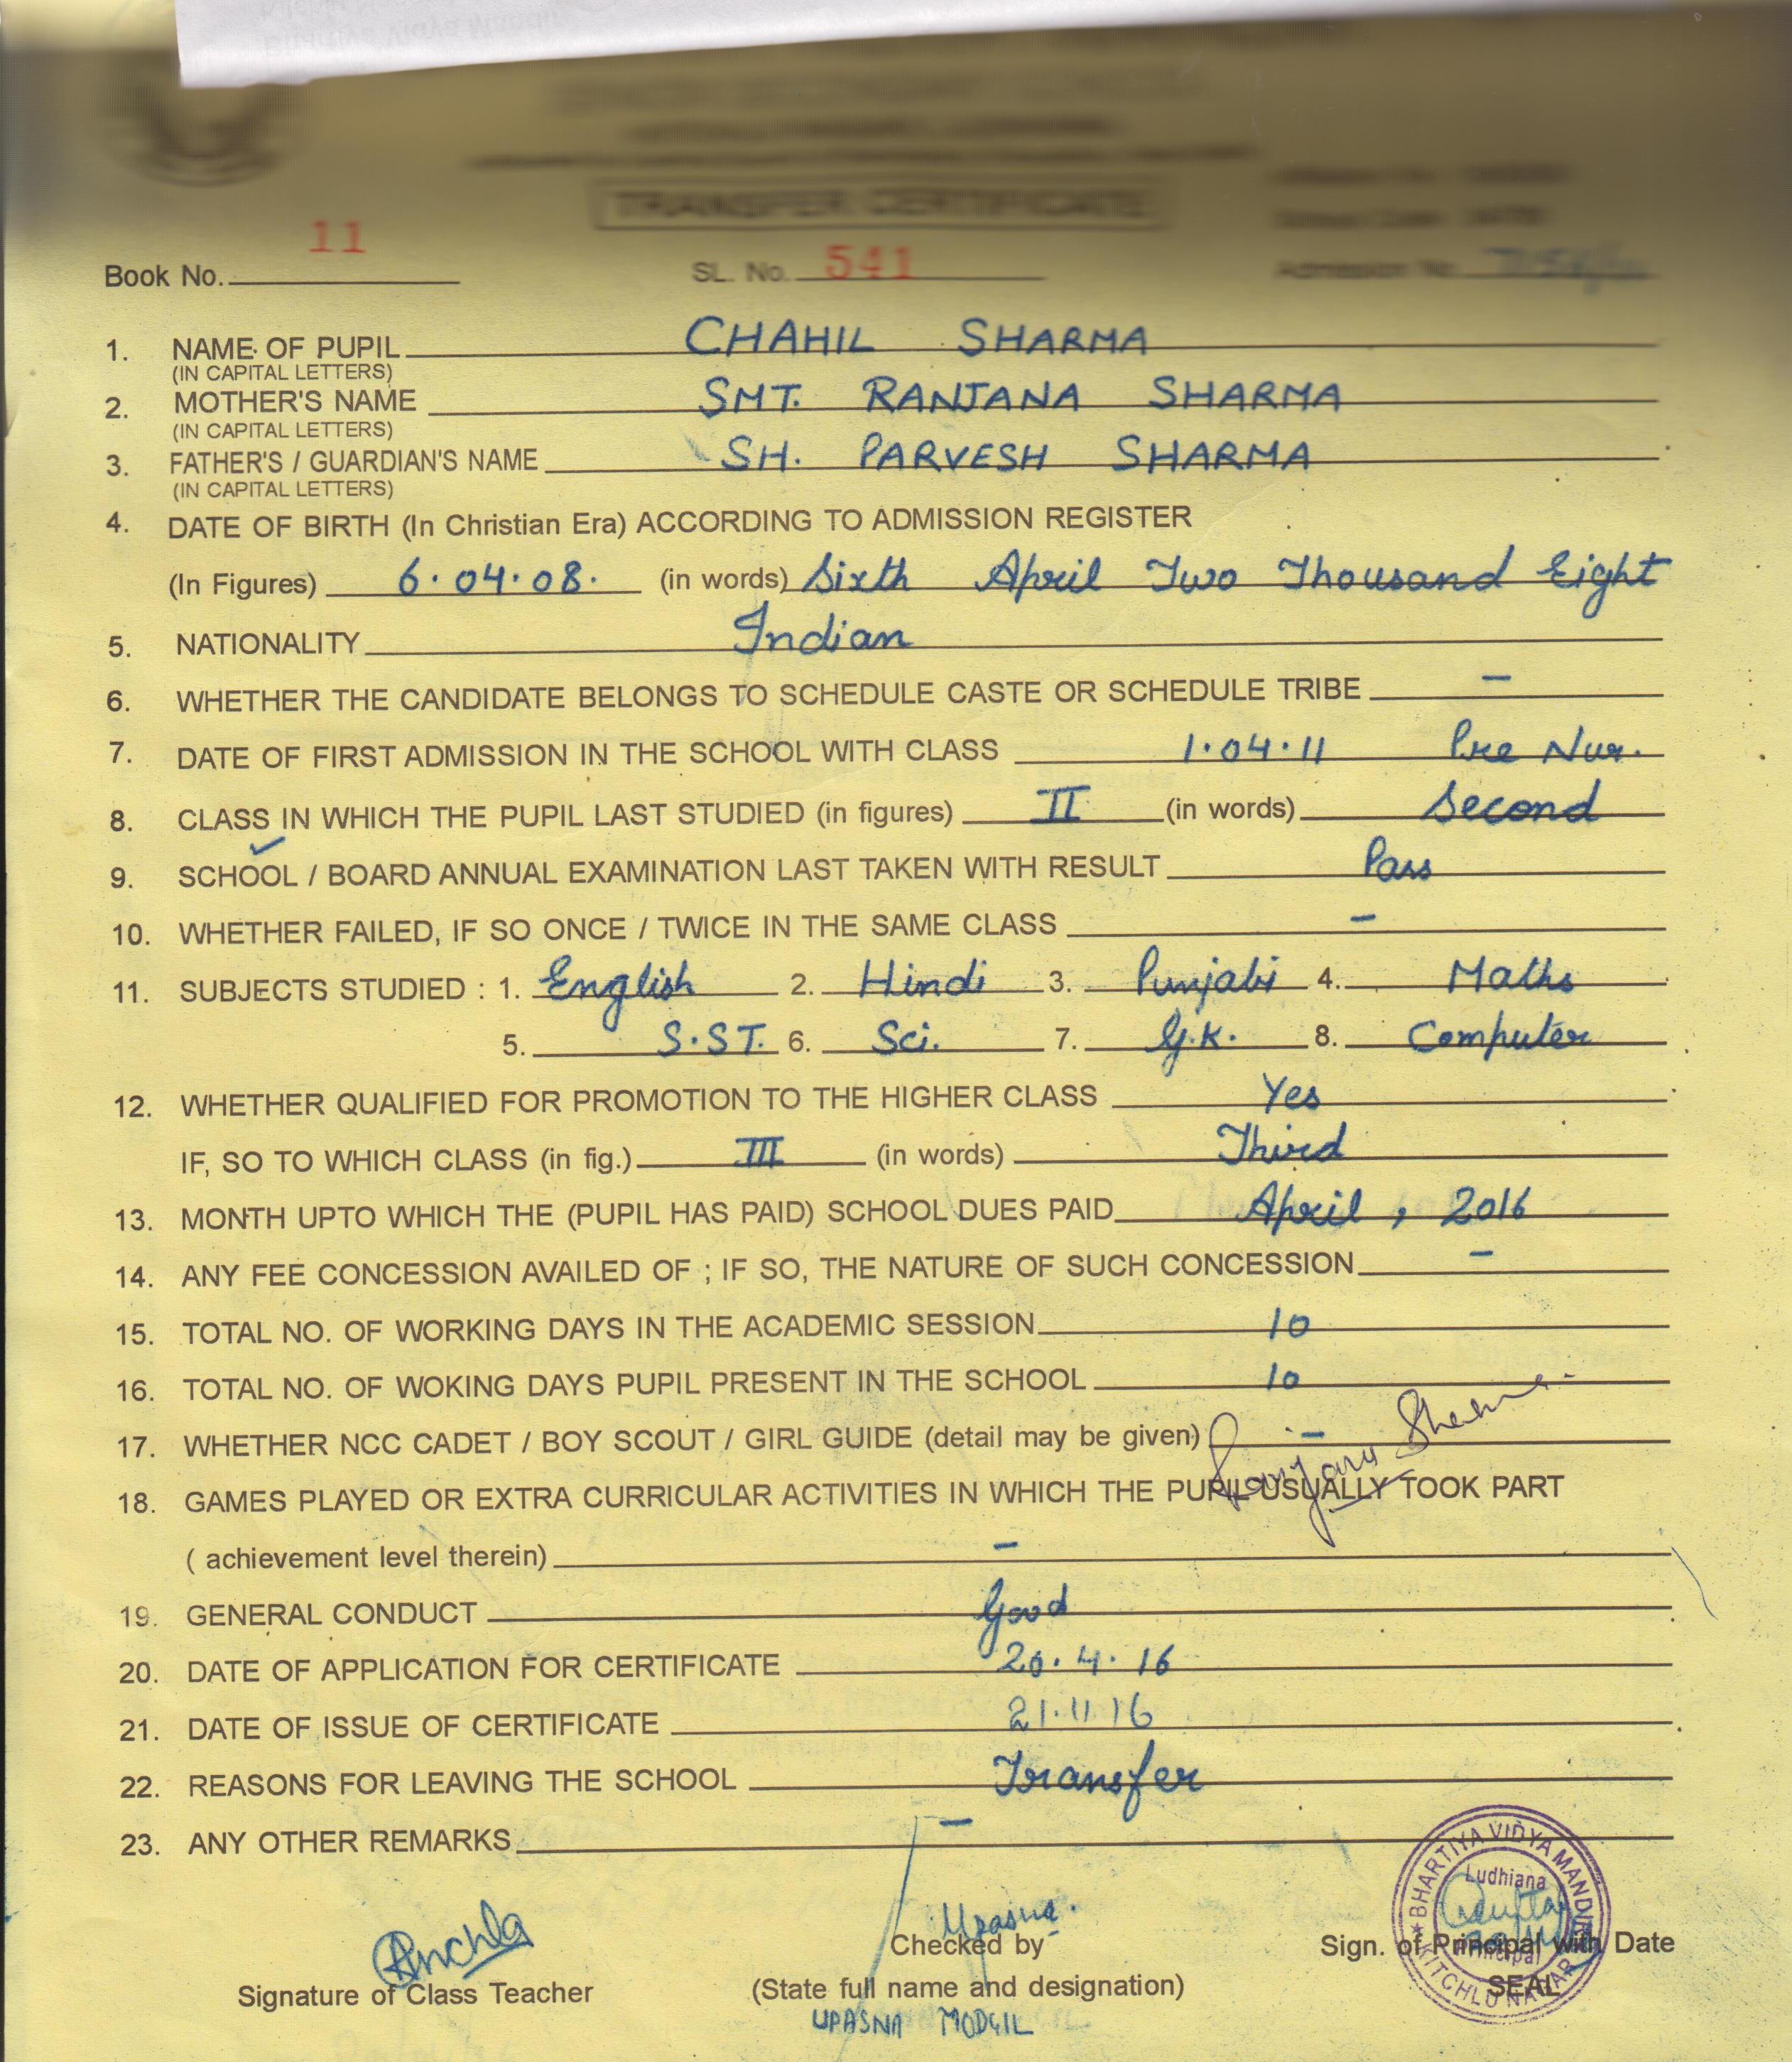 TRANSFER CERTIFICATE
Book No. 11 SL. No. 541 Admission No.
1. NAME OF PUPIL CHAHIL SHARMA
(IN CAPITAL LETTERS)
2. MOTHER'S NAME SMT. RANJANA SHARMA
(IN CAPITAL LETTERS)
3. FATHER'S / GUARDIAN'S NAME SH. PARVESH SHARMA
(IN CAPITAL LETTERS)
4. DATE OF BIRTH (In Christian Era) ACCORDING TO ADMISSION REGISTER
(In Figures) 6.04.08. (in words) Sixth April Two Thousand Eight
5. NATIONALITY Indian
6. WHETHER THE CANDIDATE BELONGS TO SCHEDULE CASTE OR SCHEDULE TRIBE –
7. DATE OF FIRST ADMISSION IN THE SCHOOL WITH CLASS 1.04.11 Pre Nur.
8. CLASS IN WHICH THE PUPIL LAST STUDIED (in figures) II (in words) Second
9. SCHOOL / BOARD ANNUAL EXAMINATION LAST TAKEN WITH RESULT Pass
10. WHETHER FAILED, IF SO ONCE / TWICE IN THE SAME CLASS –
11. SUBJECTS STUDIED : 1. English 2. Hindi 3. Punjabi 4. Maths
5. S.ST. 6. Sci. 7. G.K. 8. Computer
12. WHETHER QUALIFIED FOR PROMOTION TO THE HIGHER CLASS Yes
IF, SO TO WHICH CLASS (in fig.) III (in words) Third
13. MONTH UPTO WHICH THE (PUPIL HAS PAID) SCHOOL DUES PAID April, 2016
14. ANY FEE CONCESSION AVAILED OF ; IF SO, THE NATURE OF SUCH CONCESSION –
15. TOTAL NO. OF WORKING DAYS IN THE ACADEMIC SESSION 10
16. TOTAL NO. OF WOKING DAYS PUPIL PRESENT IN THE SCHOOL 10
17. WHETHER NCC CADET / BOY SCOUT / GIRL GUIDE (detail may be given) –
Ranjana Sharma
18. GAMES PLAYED OR EXTRA CURRICULAR ACTIVITIES IN WHICH THE PUPIL USUALLY TOOK PART
( achievement level therein) –
19. GENERAL CONDUCT Good
20. DATE OF APPLICATION FOR CERTIFICATE 20.4.16
21. DATE OF ISSUE OF CERTIFICATE 21.11.16
22. REASONS FOR LEAVING THE SCHOOL Transfer
23. ANY OTHER REMARKS –
BHARTIYA VIDYA MANDIR
Ludhiana
Principal
KITCHLU NAGAR
Anchla
Upasna.
Signature of Class Teacher
Checked by
(State full name and designation)
UPASNA MODGIL
Sign. of Principal with Date
SEAL